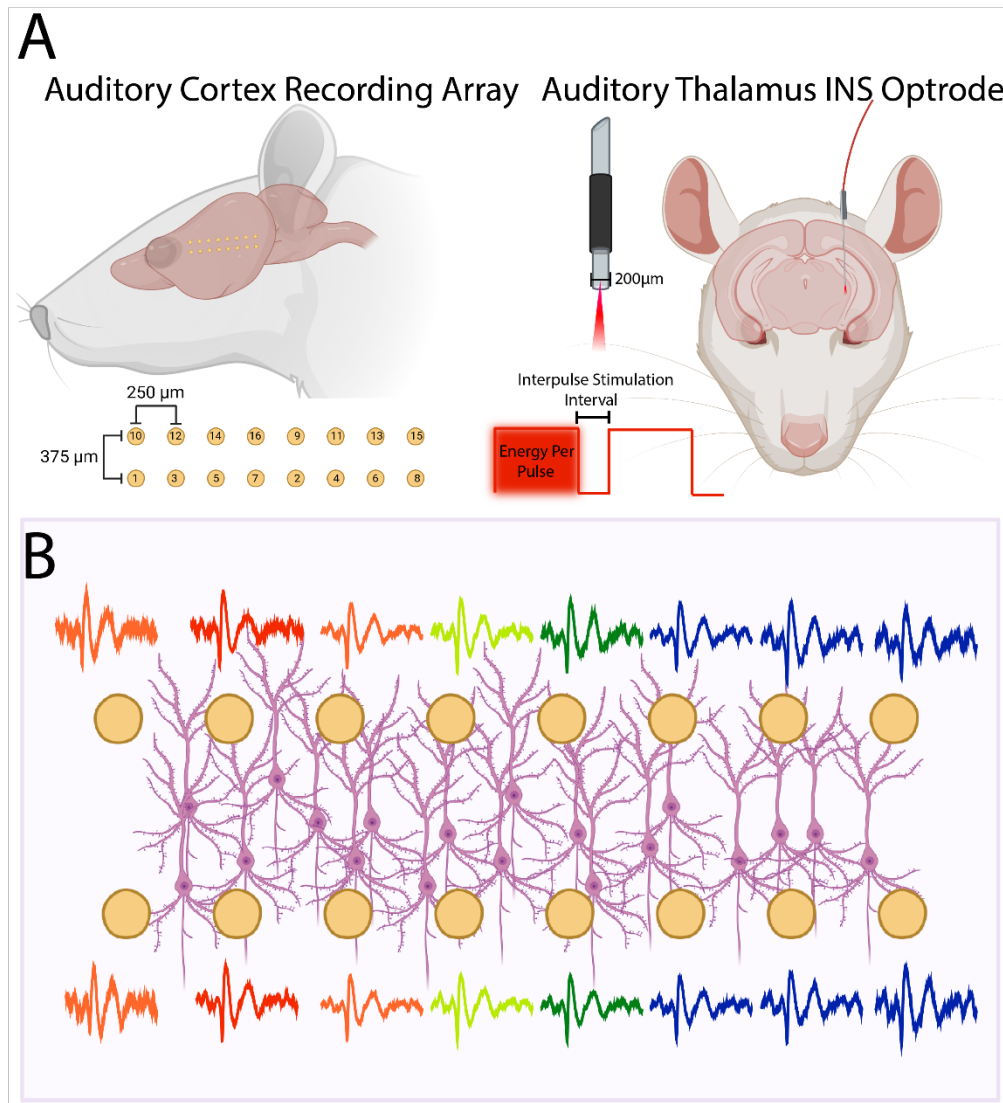 A
Auditory Cortex Recording Array
Auditory Thalamus INS Optrode
200μm
Interpulse Stimulation
Interval
250 μm
10 12 14 16 9 11 13 15
375 μm
Energy Per
Pulse
1 3 5 7 2 4 6 8
B